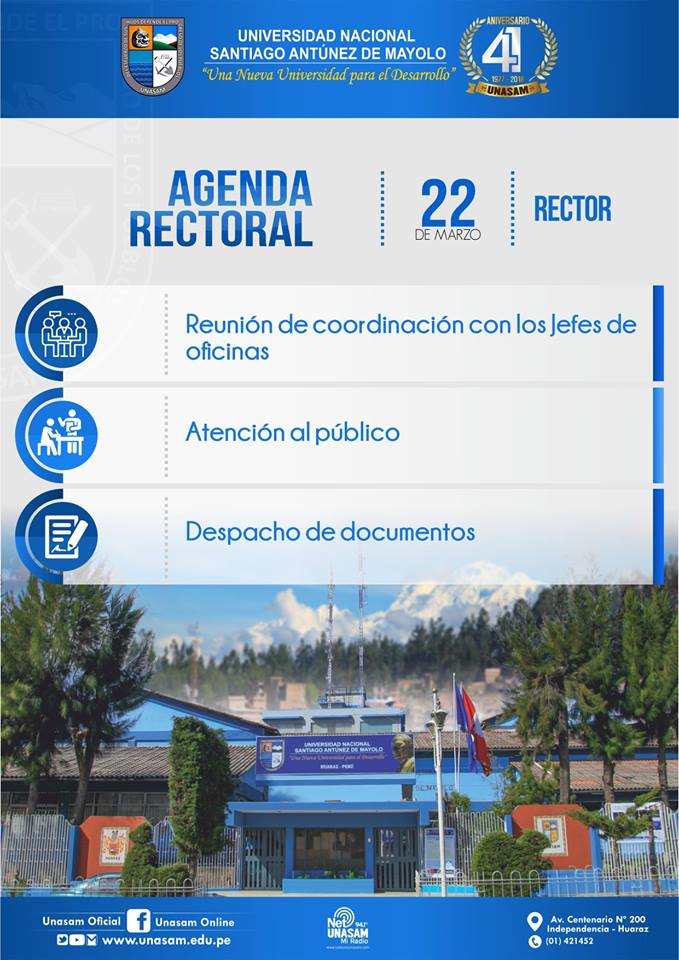 UNIVERSIDAD NACIONAL
SANTIAGO ANTÚNEZ DE MAYOLO
"Una Nueva Universidad para el Desarrollo"
UNASAM
ANIVERSARIO
41
1977 - 2018
UNASAM
AGENDA
RECTORAL
22
DE MARZO
RECTOR
Reunión de coordinación con los Jefes de
oficinas
Atención al público
Despacho de documentos
UNIVERSIDAD NACIONAL
SANTIAGO ANTÚNEZ DE MAYOLO
"Una Nueva Universidad para el Desarrollo"
HUARAS - PERÚ
Unasam Oficial
Unasam Online
www.unasam.edu.pe
Net
94.1
UNASAM
Mi Radio
Av. Centenario Nº 200
Independencia - Huaraz
(01) 421452